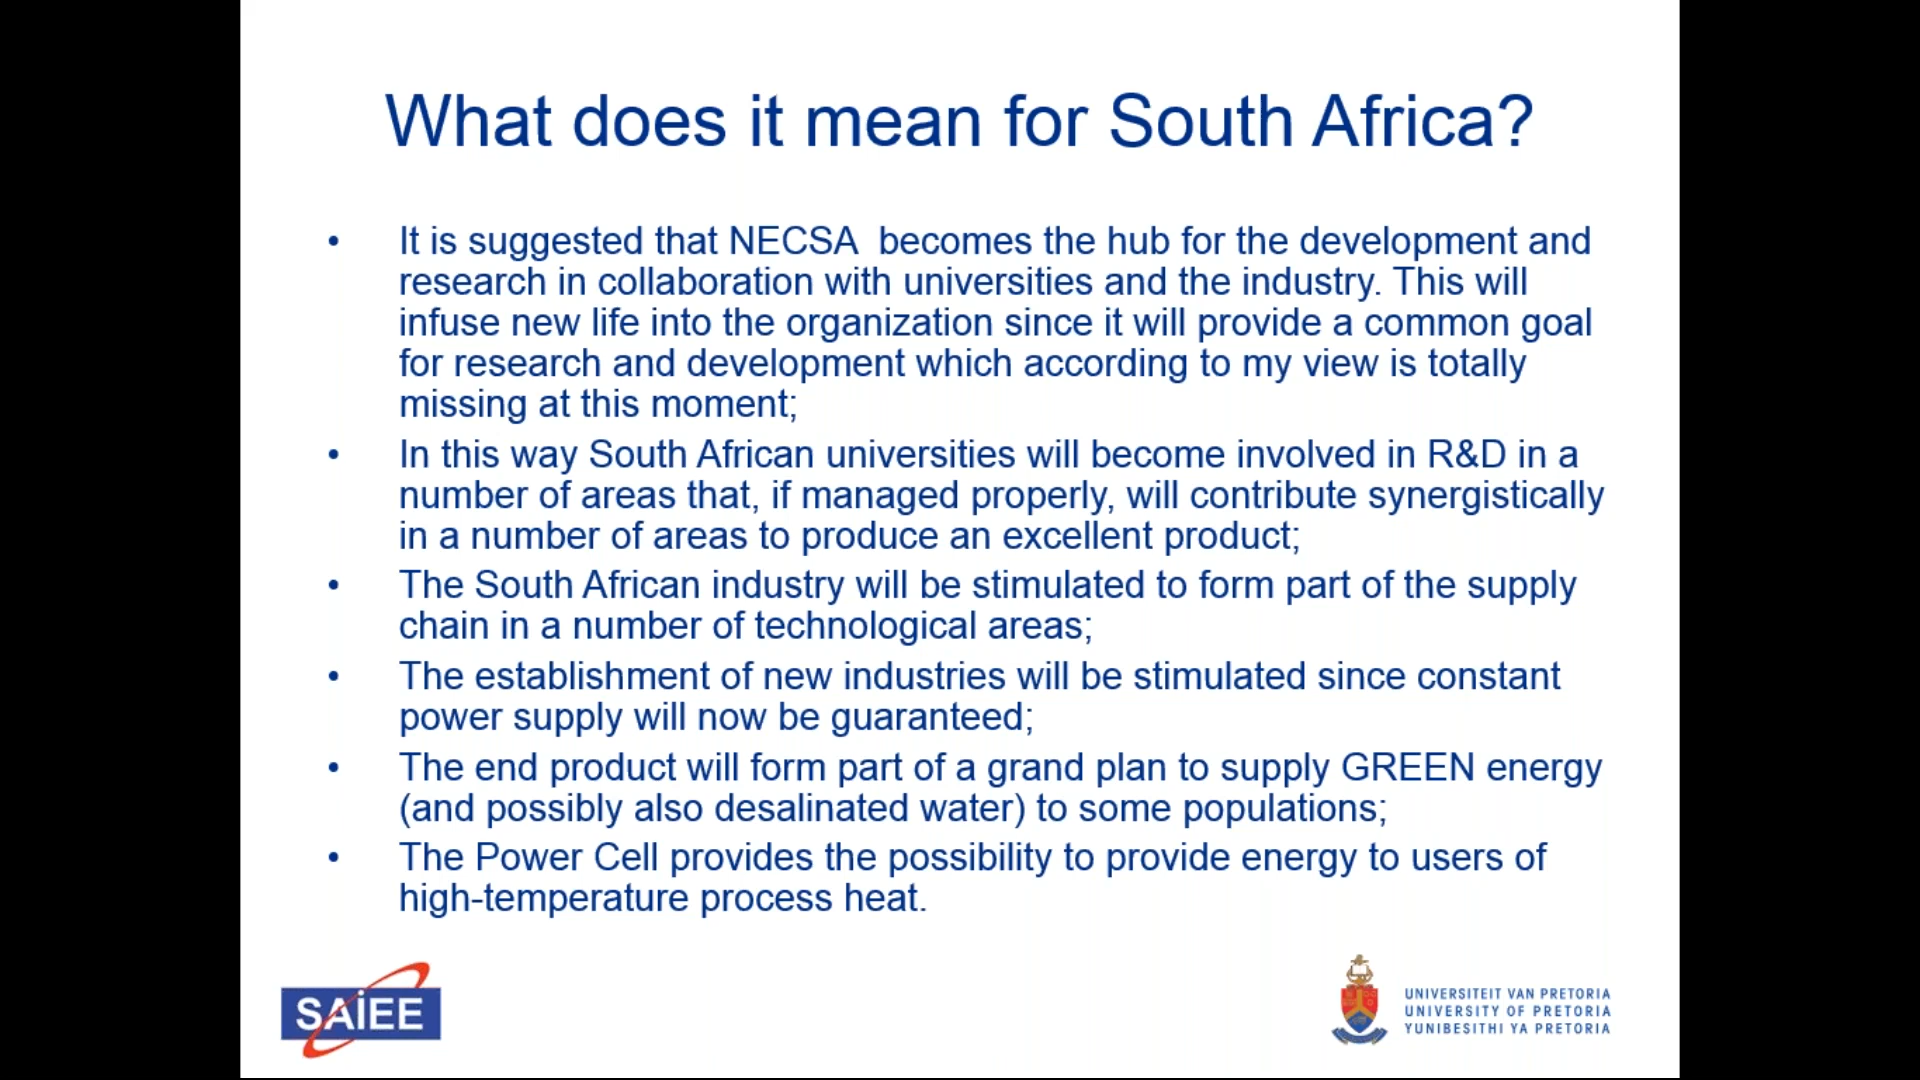 What does it mean for South Africa?
• It is suggested that NECSA  becomes the hub for the development and
research in collaboration with universities and the industry. This will
infuse new life into the organization since it will provide a common goal
for research and development which according to my view is totally
missing at this moment;
• In this way South African universities will become involved in R&D in a
number of areas that, if managed properly, will contribute synergistically
in a number of areas to produce an excellent product;
• The South African industry will be stimulated to form part of the supply
chain in a number of technological areas;
• The establishment of new industries will be stimulated since constant
power supply will now be guaranteed;
• The end product will form part of a grand plan to supply GREEN energy
(and possibly also desalinated water) to some populations;
• The Power Cell provides the possibility to provide energy to users of
high-temperature process heat.
SAiEE
UNIVERSITEIT VAN PRETORIA
UNIVERSITY OF PRETORIA
YUNIBESITHI YA PRETORIA